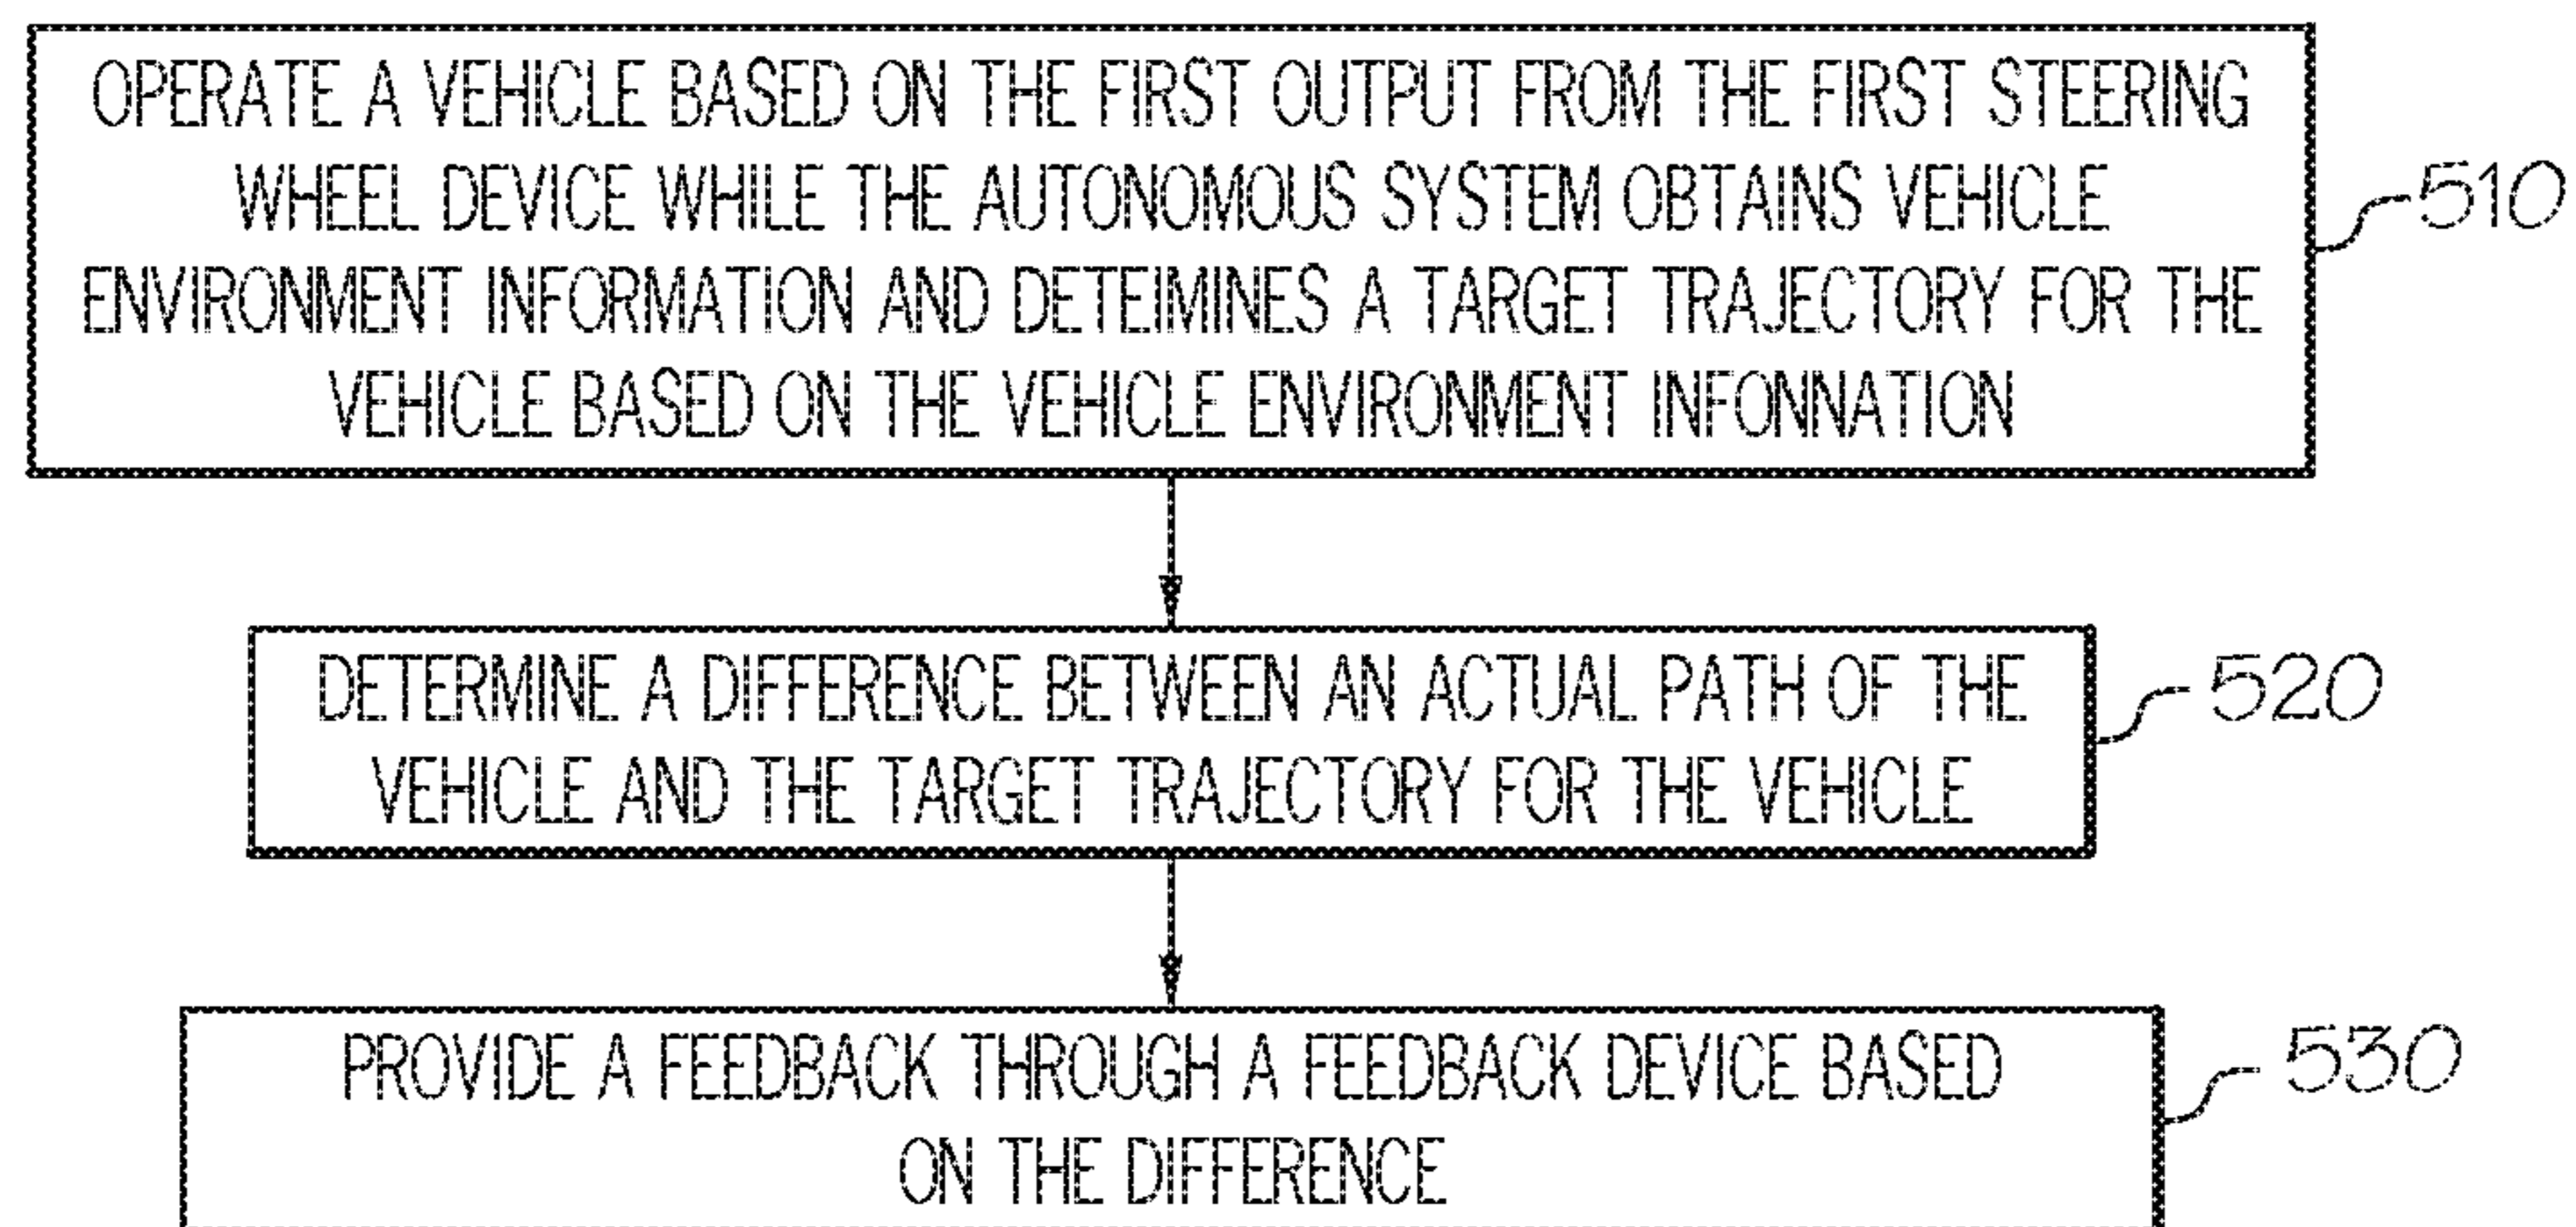 OPERATE A VEHICLE BASED ON THE FIRST OUTPUT FROM THE FIRST STEERING
WHEEL DEVICE WHILE THE AUTONOMOUS SYSTEM OBTAINS VEHICLE
ENVIRONMENT INFORMATION AND DETEIMINES A TARGET TRAJECTORY FOR THE
VEHICLE BASED ON THE VEHICLE ENVIRONMENT INFONNATION
510
DETERMINE A DIFFERENCE BETWEEN AN ACTUAL PATH OF THE
VEHICLE AND THE TARGET TRAJECTORY FOR THE VEHICLE
520
PROVIDE A FEEDBACK THROUGH A FEEDBACK DEVICE BASED
ON THE DIFFERENCE
530